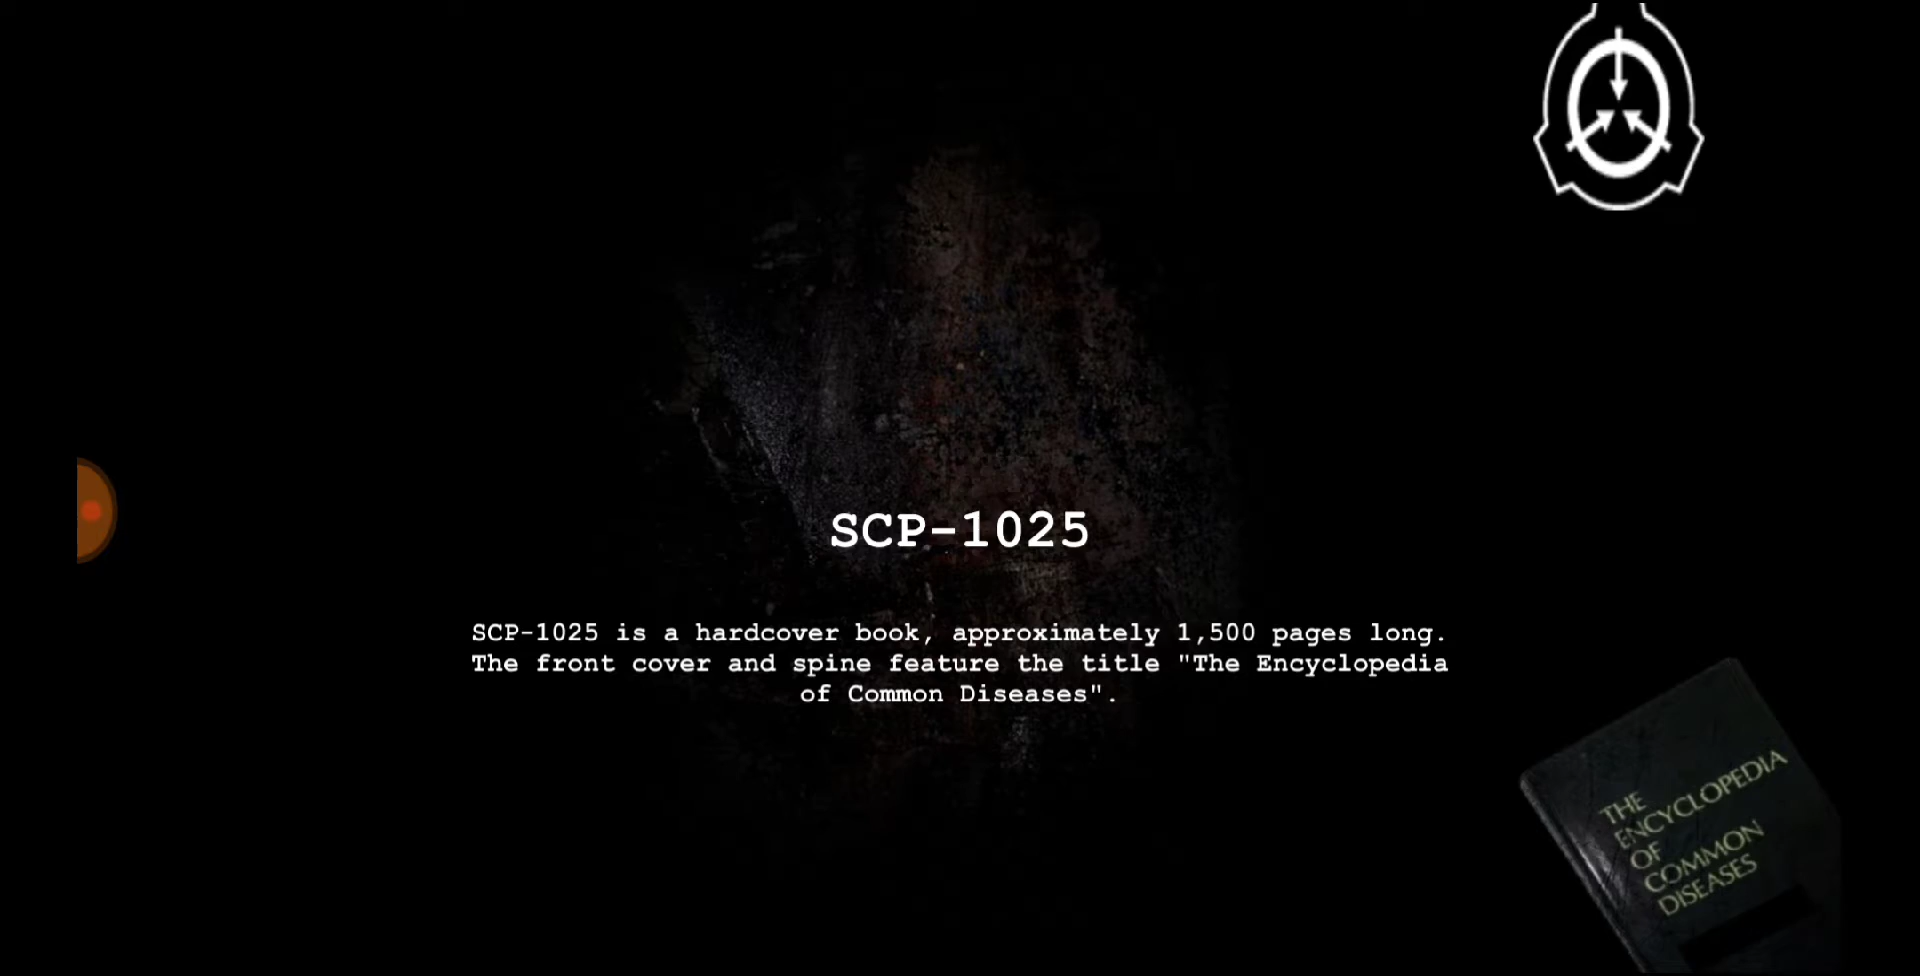 SCP-1025
SCP-1025 is a hardcover book, approximately 1,500 pages long.
The front cover and spine feature the title "The Encyclopedia
of Common Diseases".
THE
ENCYCLOPEDIA
OF
COMMON
DISEASES